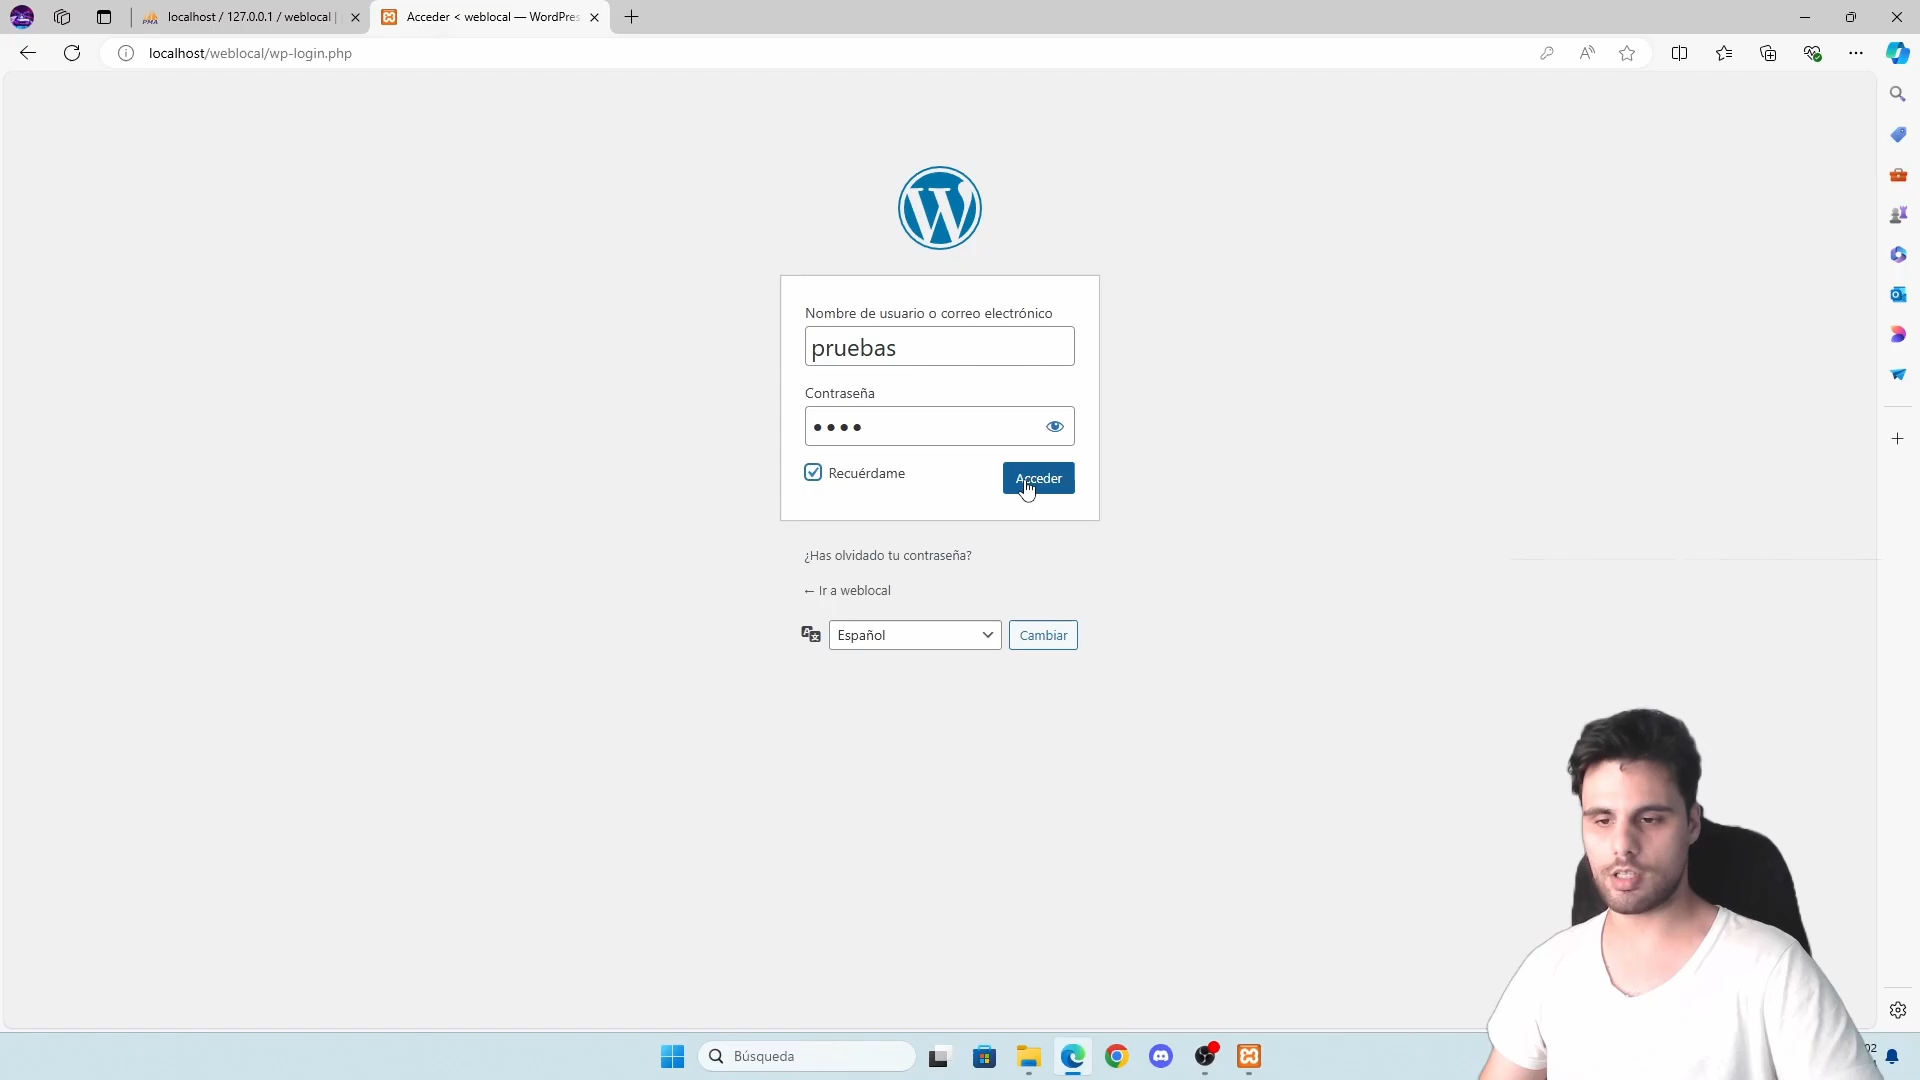 localhost / 127.0.0.1 / weblocal |
Acceder < weblocal — WordPres
localhost/weblocal/wp-login.php
Nombre de usuario o correo electrónico
pruebas
Contraseña
Recuérdame
Acceder
¿Has olvidado tu contraseña?
← Ir a weblocal
Español
Cambiar
Búsqueda
02